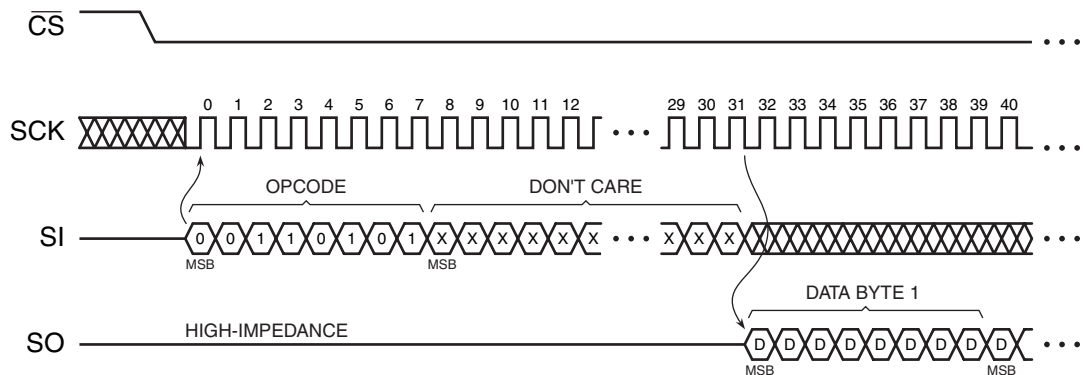 CS
0 1 2 3 4 5 6 7 8 9 10 11 12 29 30 31 32 33 34 35 36 37 38 39 40
SCK
OPCODE DON'T CARE
SI 0 0 1 1 0 1 0 1 X X X X X X X X X
MSB MSB
DATA BYTE 1
HIGH-IMPEDANCE
SO D D D D D D D D D
MSB MSB